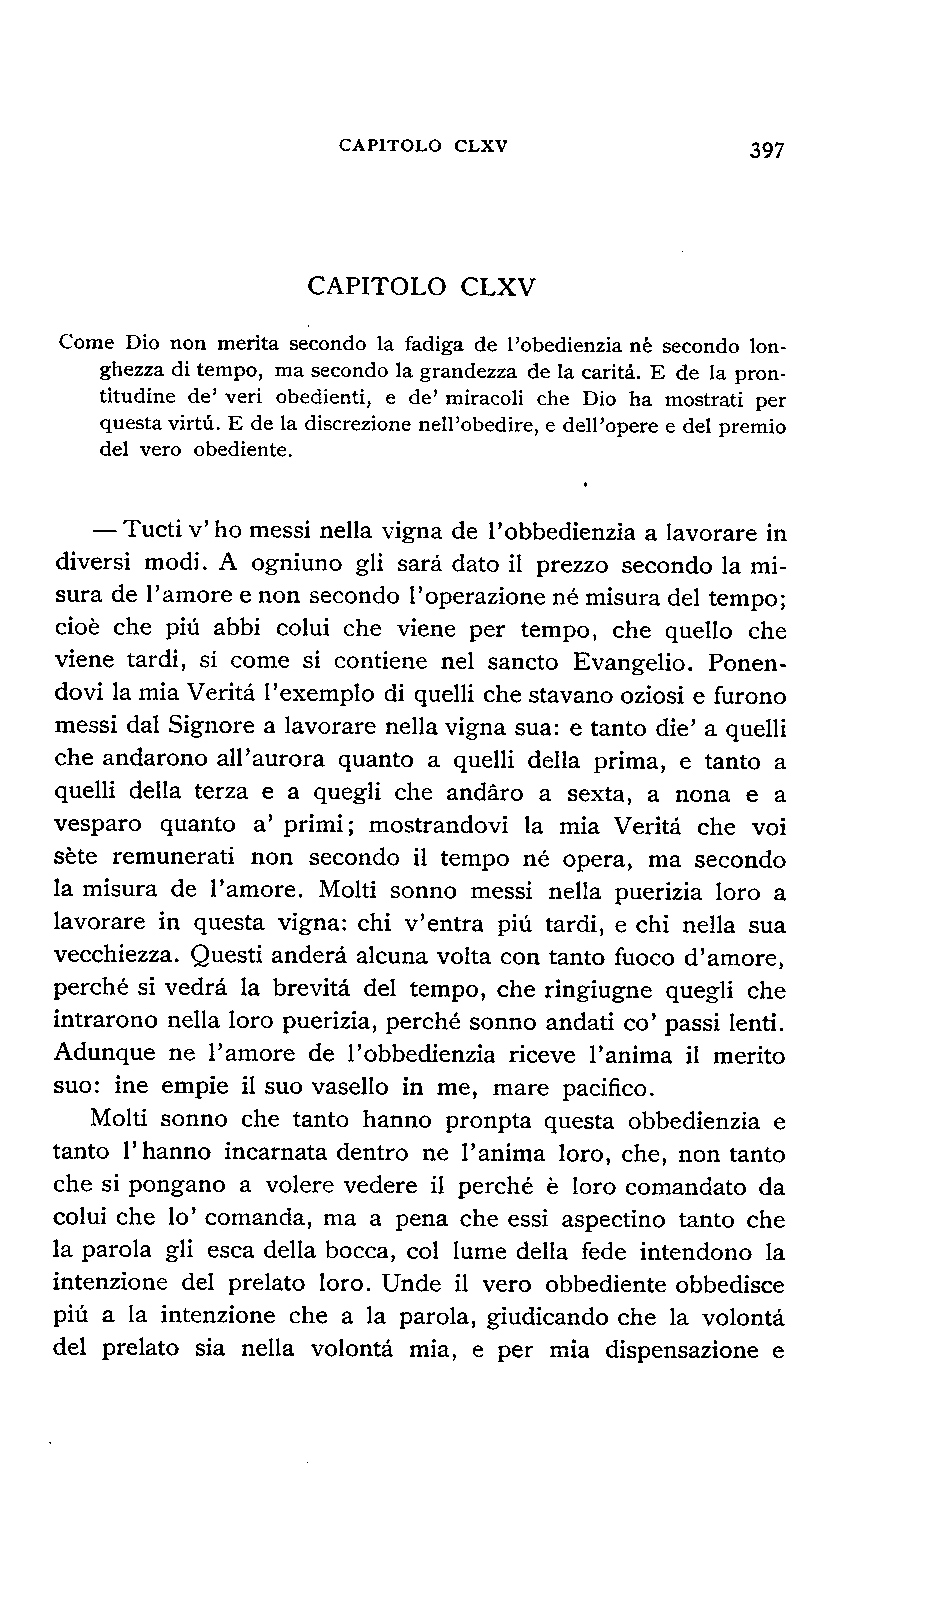 CAPITOLO CLXV 397
CAPITOLO CLXV
Come Dio non merita secondo la fadiga de l'obedienzia né secondo lon-
ghezza di tempo, ma secondo la grandezza de la caritá. E de la pron-
titudine de' veri obedienti, e de' miracoli che Dio ha mostrati per
questa virtú. E de la discrezione nell'obedire, e dell'opere e del premio
del vero obediente.
— Tucti v' ho messi nella vigna de l'obbedienzia a lavorare in
diversi modi. A ogniuno gli sará dato il prezzo secondo la mi-
sura de l'amore e non secondo l'operazione né misura del tempo;
cioè che piú abbi colui che viene per tempo, che quello che
viene tardi, sí come si contiene nel sancto Evangelio. Ponen-
dovi la mia Veritá l'exemplo di quelli che stavano oziosi e furono
messi dal Signore a lavorare nella vigna sua: e tanto die' a quelli
che andarono all'aurora quanto a quelli della prima, e tanto a
quelli della terza e a quegli che andâro a sexta, a nona e a
vesparo quanto a' primi; mostrandovi la mia Veritá che voi
sète remunerati non secondo il tempo né opera, ma secondo
la misura de l'amore. Molti sonno messi nella puerizia loro a
lavorare in questa vigna: chi v'entra piú tardi, e chi nella sua
vecchiezza. Questi anderá alcuna volta con tanto fuoco d'amore,
perché si vedrá la brevitá del tempo, che ringiugne quegli che
intrarono nella loro puerizia, perché sonno andati co' passi lenti.
Adunque ne l'amore de l'obbedienzia riceve l'anima il merito
suo: ine empie il suo vasello in me, mare pacifico.
Molti sonno che tanto hanno pronpta questa obbedienzia e
tanto l' hanno incarnata dentro ne l'anima loro, che, non tanto
che si pongano a volere vedere il perché è loro comandato da
colui che lo' comanda, ma a pena che essi aspectino tanto che
la parola gli esca della bocca, col lume della fede intendono la
intenzione del prelato loro. Unde il vero obbediente obbedisce
piú a la intenzione che a la parola, giudicando che la volontá
del prelato sia nella volontá mia, e per mia dispensazione e